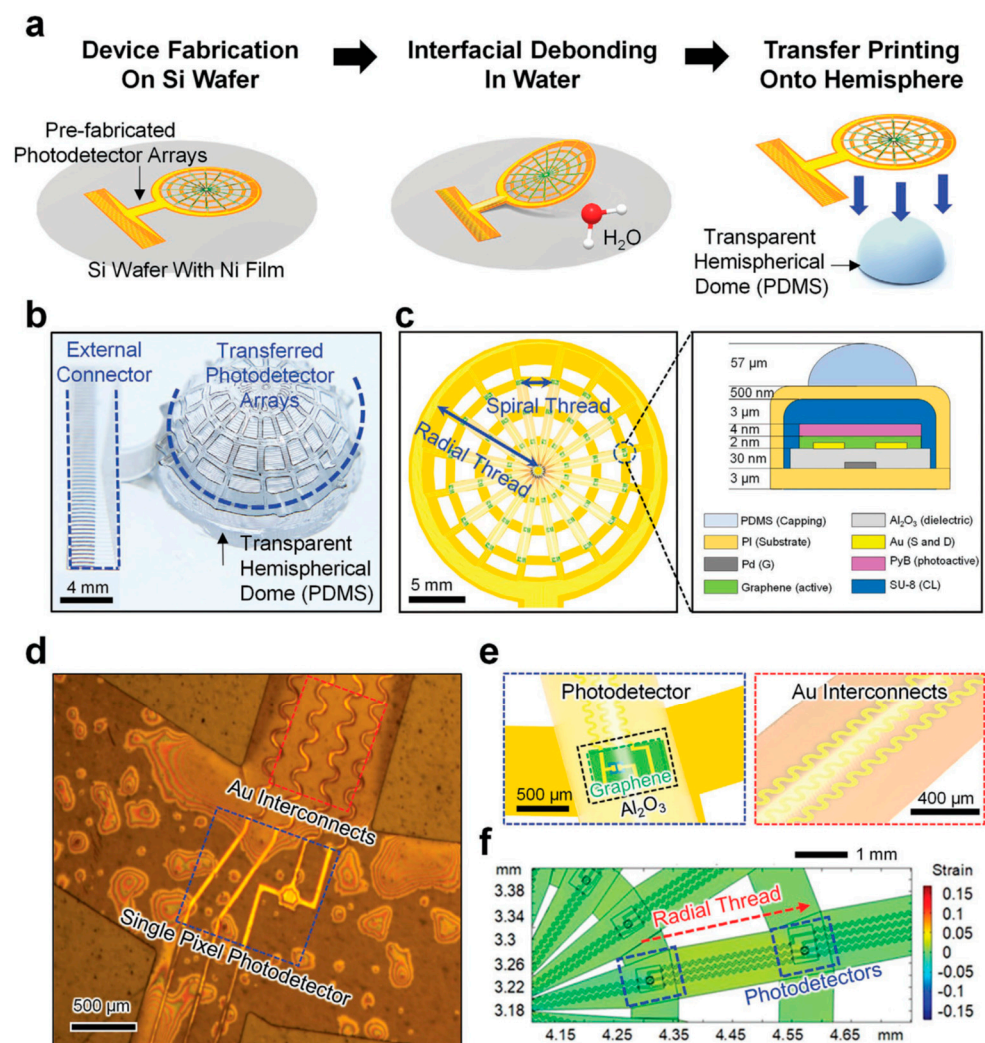 a
Device Fabrication
On Si Wafer
Interfacial Debonding
In Water
Transfer Printing
Onto Hemisphere
Pre-fabricated
Photodetector Arrays
Si Wafer With Ni Film
H2O
Transparent
Hemispherical
Dome (PDMS)
b
External
Connector
Transferred
Photodetector
Arrays
Transparent
Hemispherical
Dome (PDMS)
4 mm
c
Spiral Thread
Radial Thread
5 mm
57 µm
500 nm
3 µm
4 nm
2 nm
30 nm
3 µm
PDMS (Capping)
PI (Substrate)
Pd (G)
Graphene (active)
Al2O3 (dielectric)
Au (S and D)
PyB (photoactive)
SU-8 (CL)
d
Au Interconnects
Single Pixel Photodetector
500 µm
e
Photodetector
Graphene
Al2O3
500 µm
Au Interconnects
400 µm
f
1 mm
mm
3.38
3.34
3.3
3.26
3.22
3.18
Radial Thread
Photodetectors
4.15 4.25 4.35 4.45 4.55 4.65 mm
Strain
0.15
0.1
0.05
0
-0.05
-0.1
-0.15